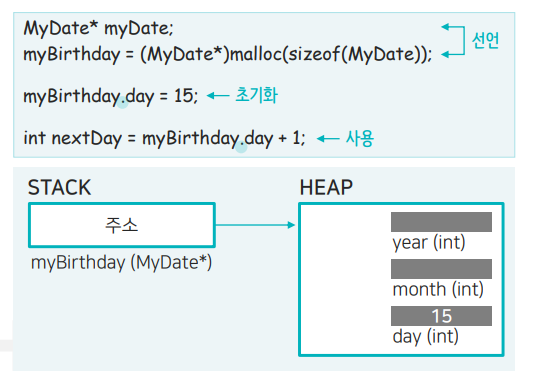 MyDate* myDate;
myBirthday = (MyDate*)malloc(sizeof(MyDate));
선언
myBirthday.day = 15;
초기화
int nextDay = myBirthday.day + 1;
사용
STACK
HEAP
주소
myBirthday (MyDate*)
year (int)
month (int)
15
day (int)